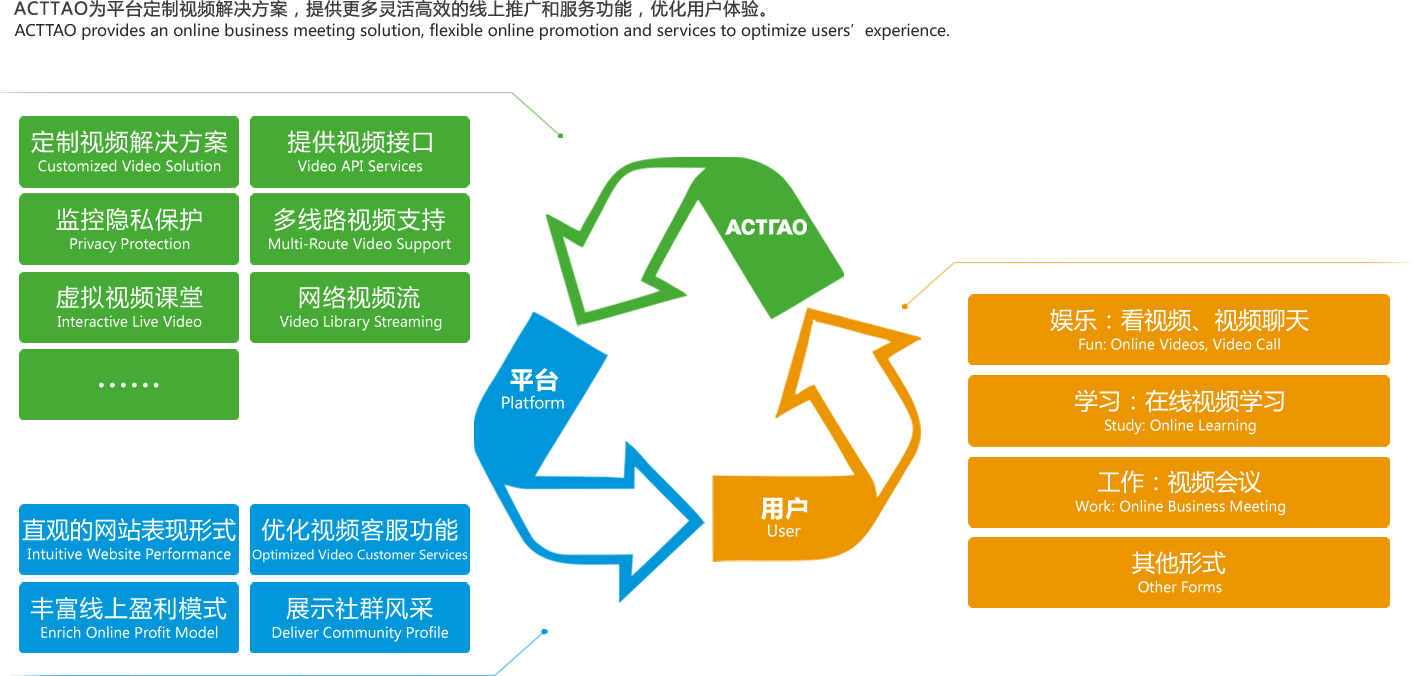 ACTTAO为平台定制视频解决方案，提供更多灵活高效的线上推广和服务功能，优化用户体验。
ACTTAO provides an online business meeting solution, flexible online promotion and services to optimize users’ experience.
定制视频解决方案
Customized Video Solution
提供视频接口
Video API Services
监控隐私保护
Privacy Protection
多线路视频支持
Multi-Route Video Support
虚拟视频课堂
Interactive Live Video
网络视频流
Video Library Streaming
······
ACTTAO
平台
Platform
用户
User
娱乐：看视频、视频聊天
Fun: Online Videos, Video Call
学习：在线视频学习
Study: Online Learning
工作：视频会议
Work: Online Business Meeting
其他形式
Other Forms
直观的网站表现形式
Intuitive Website Performance
优化视频客服功能
Optimized Video Customer Services
丰富线上盈利模式
Enrich Online Profit Model
展示社群风采
Deliver Community Profile